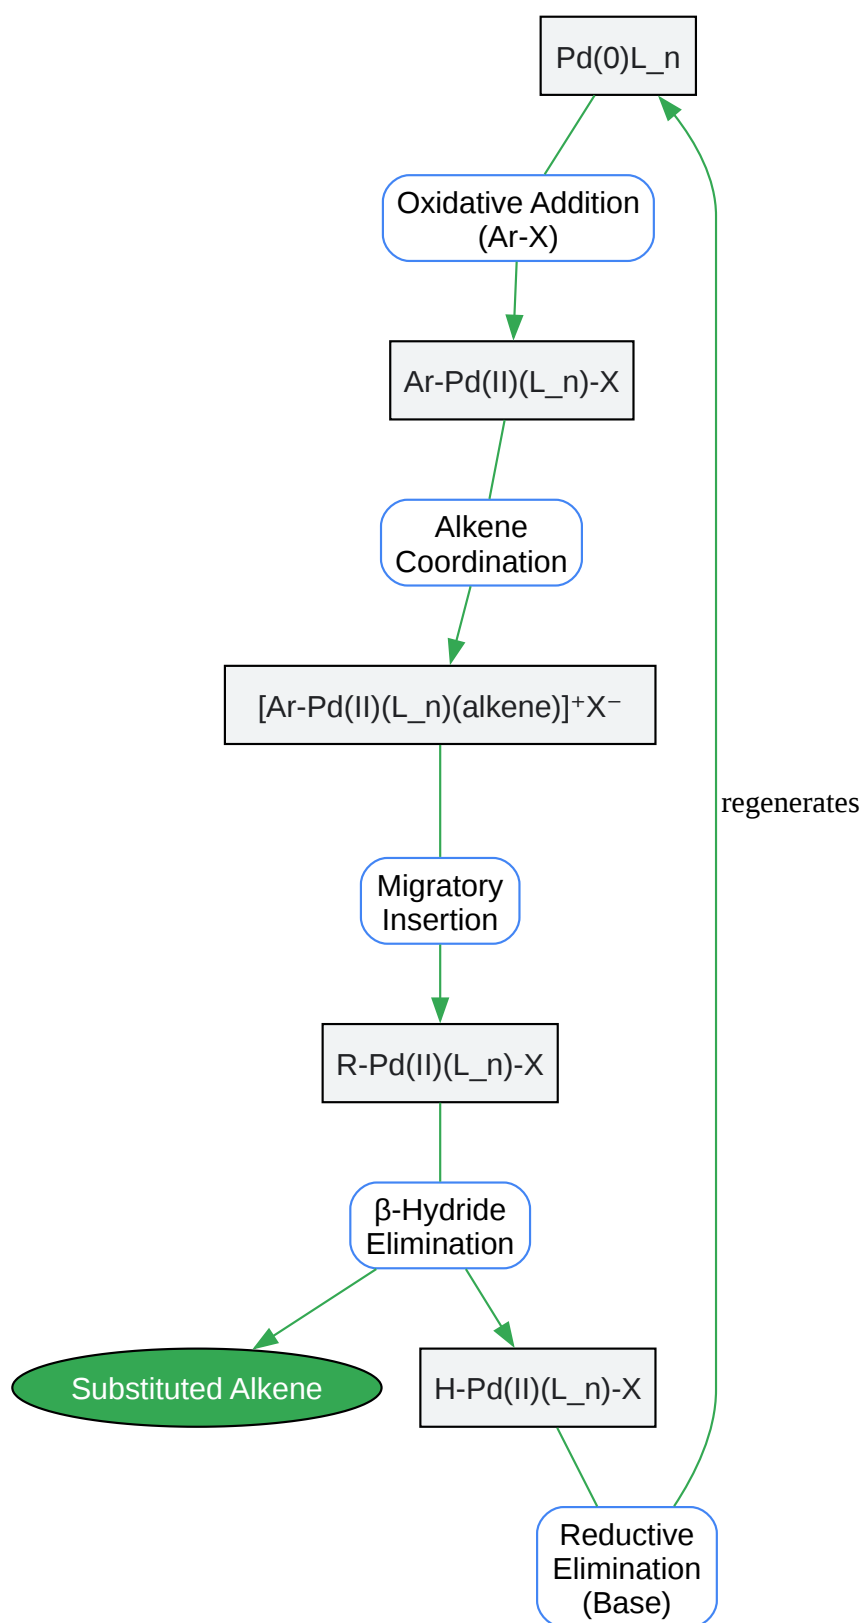 Pd(0)L_n
Oxidative Addition
(Ar-X)
Ar-Pd(II)(L_n)-X
Alkene
Coordination
[Ar-Pd(II)(L_n)(alkene)]⁺X⁻
regenerates
Migratory
Insertion
R-Pd(II)(L_n)-X
β-Hydride
Elimination
Substituted Alkene
H-Pd(II)(L_n)-X
Reductive
Elimination
(Base)